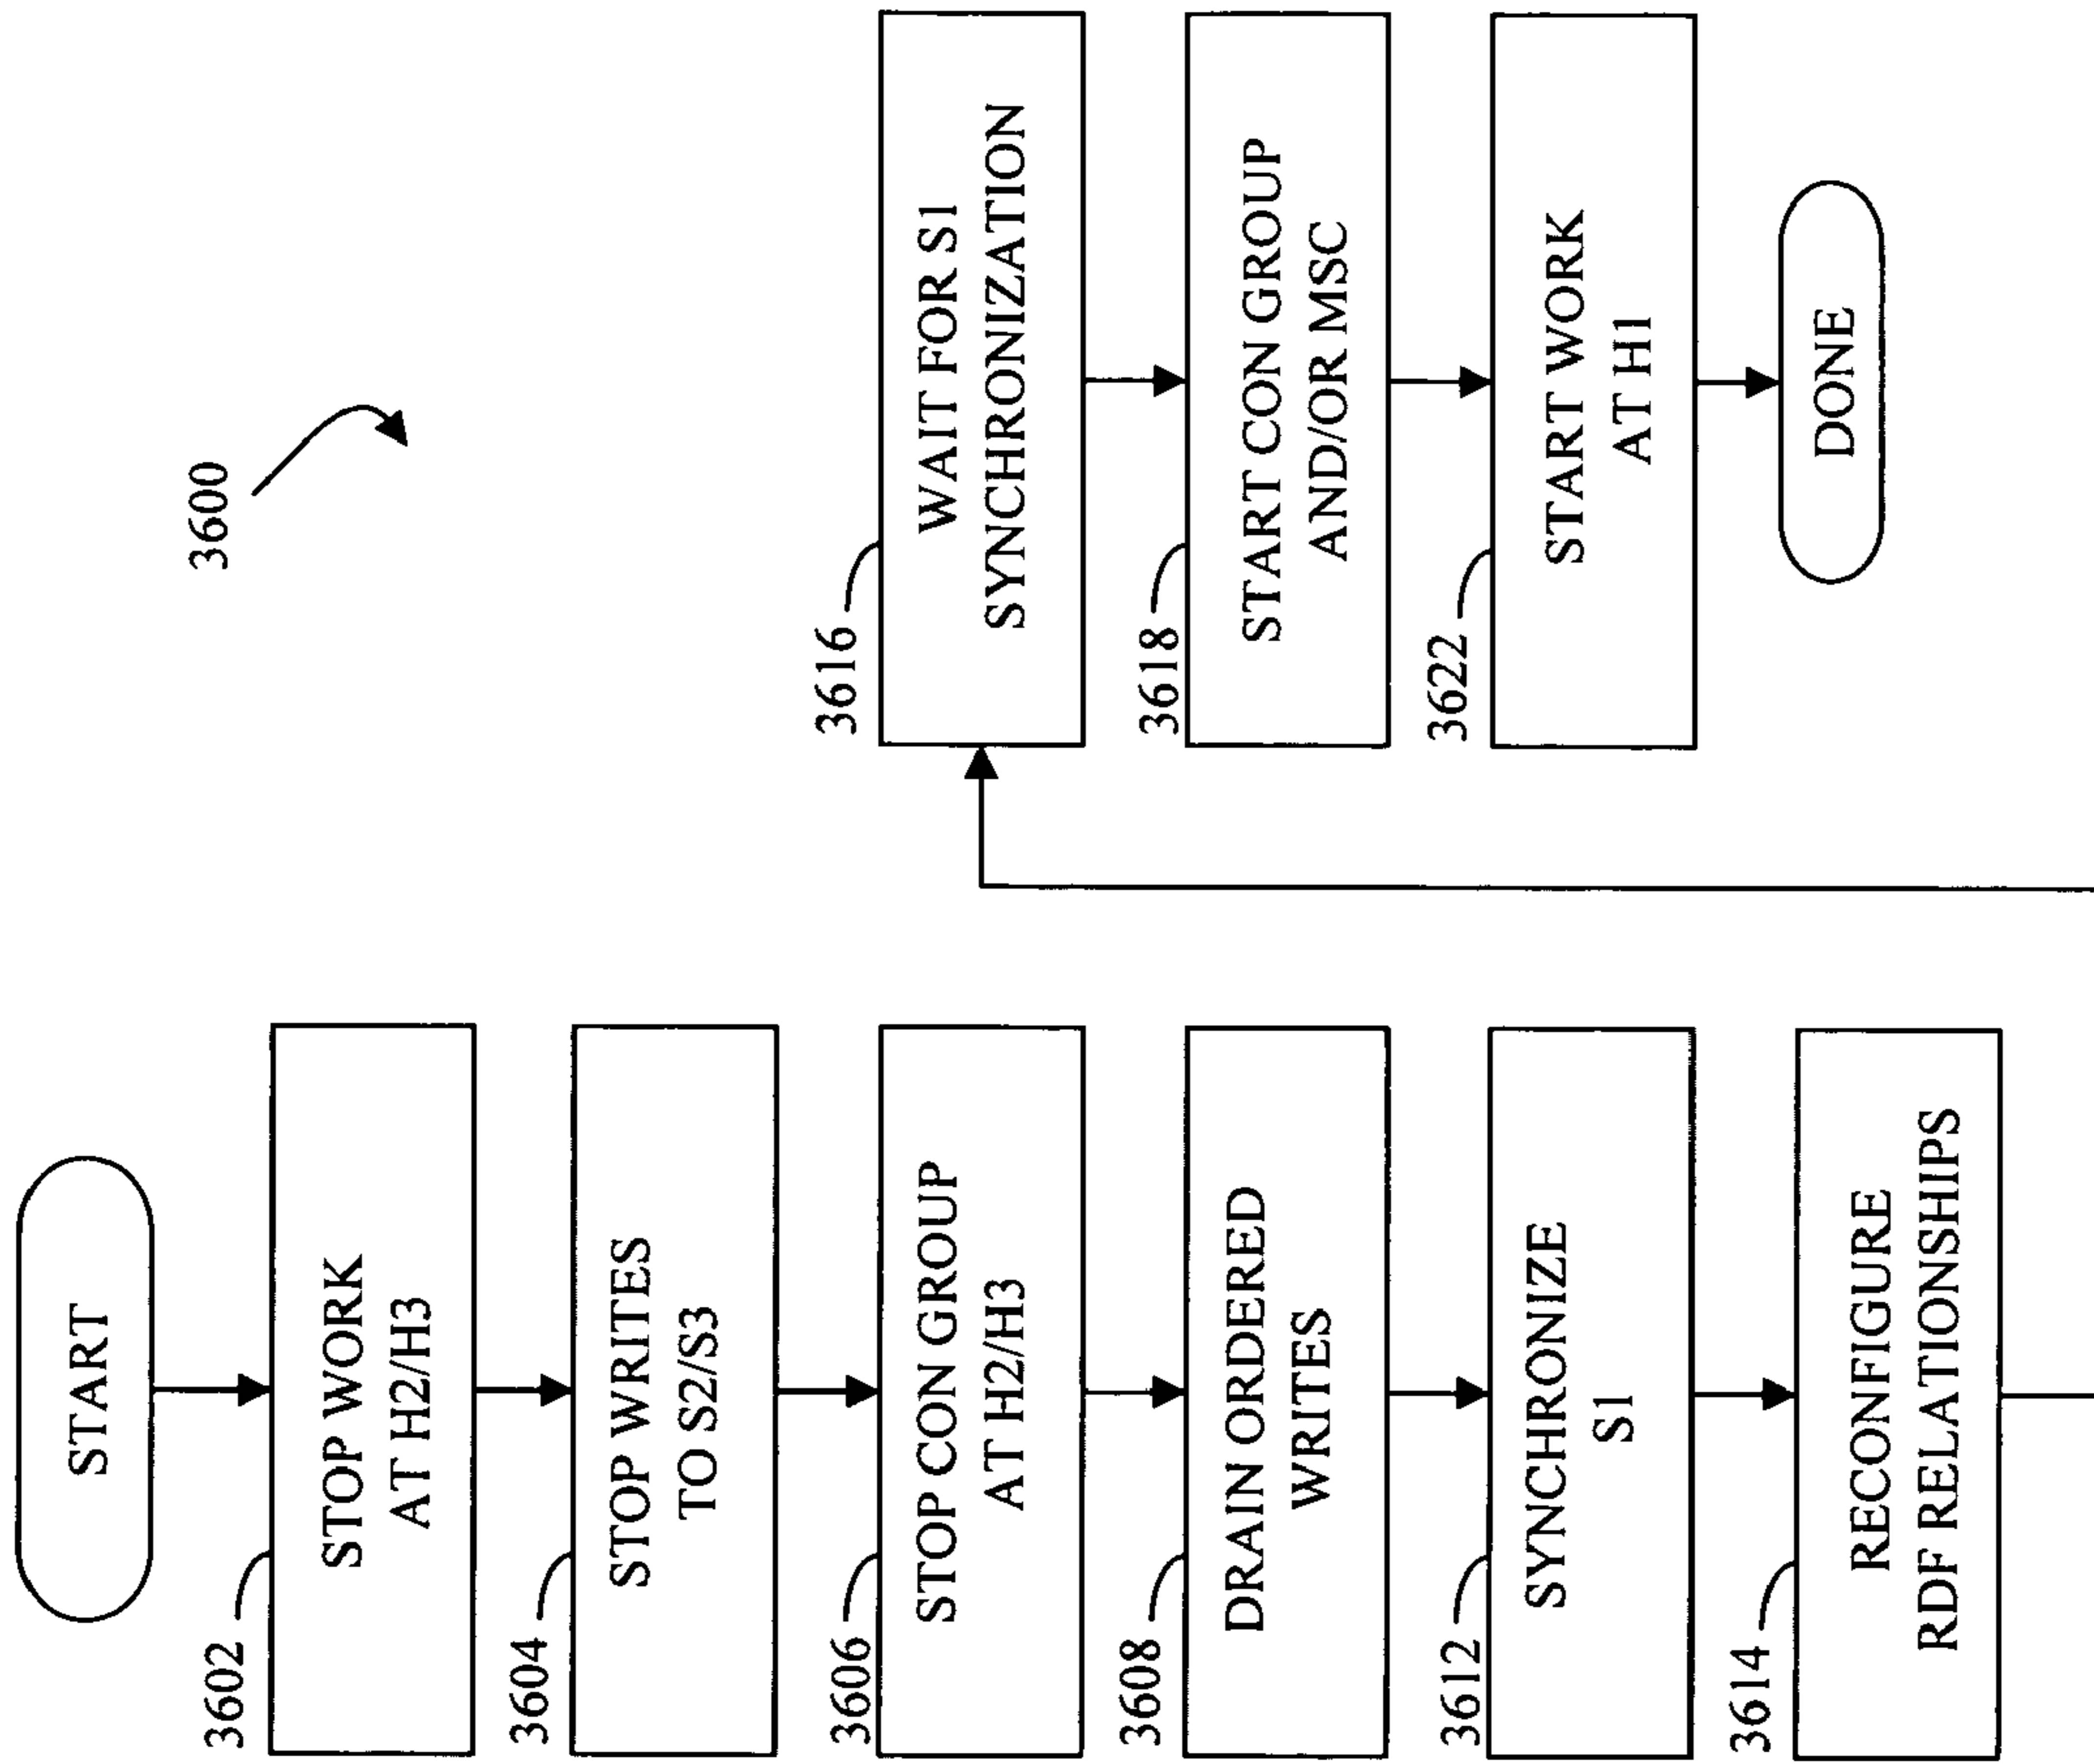 3600
START
3602
STOP WORK
AT H2/H3
3604
STOP WRITES
TO S2/S3
3606
STOP CON GROUP
AT H2/H3
3608
DRAIN ORDERED
WRITES
3612
SYNCHRONIZE
S1
3614
RECONFIGURE
RDF RELATIONSHIPS
3616
WAIT FOR S1
SYNCHRONIZATION
3618
START CON GROUP
AND/OR MSC
3622
START WORK
AT H1
DONE